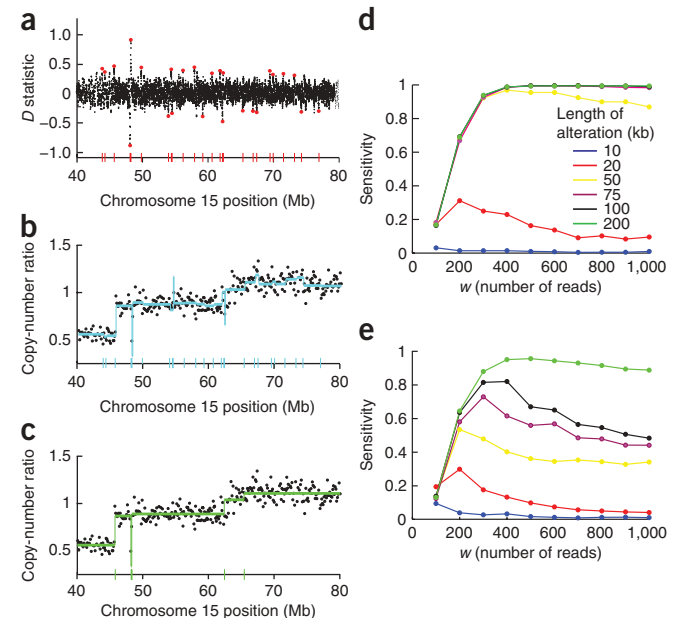 a
1.0
0.5
0
−0.5
−1.0
D statistic
40 50 60 70 80
Chromosome 15 position (Mb)
b
1.5
1
0.5
Copy-number ratio
40 50 60 70 80
Chromosome 15 position (Mb)
c
1.5
1
0.5
Copy-number ratio
40 50 60 70 80
Chromosome 15 position (Mb)
d
1
0.8
0.6
0.4
0.2
0
Sensitivity
Length of
alteration (kb)
10
20
50
75
100
200
0 200 400 600 800 1,000
w (number of reads)
e
1
0.8
0.6
0.4
0.2
0
Sensitivity
0 200 400 600 800 1,000
w (number of reads)